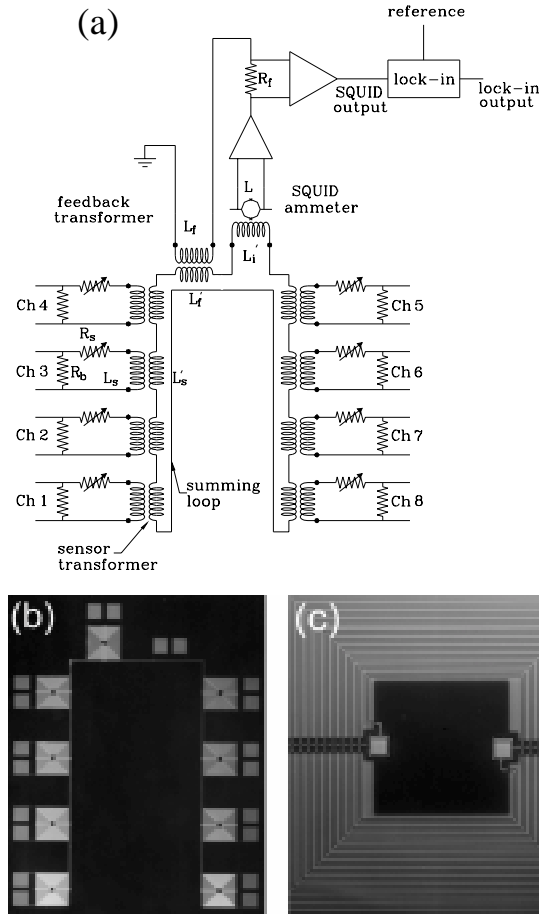 (a)
reference
R_f
lock-in
SQUID
output
lock-in
output
feedback
transformer
L_f
L
SQUID
ammeter
L_i'
L_f'
Ch 4
Ch 5
R_s
Ch 3
R_b
L_s
L_s'
Ch 6
Ch 2
Ch 7
Ch 1
summing
loop
Ch 8
sensor
transformer
(b)
(c)